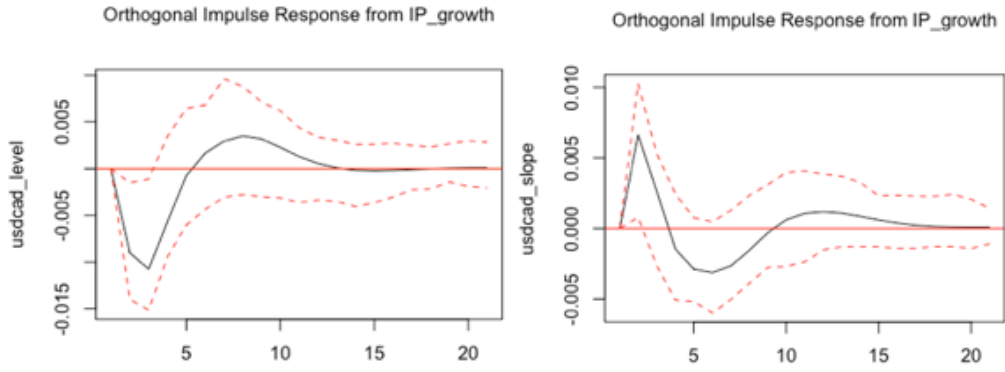 Orthogonal Impulse Response from IP_growth
usdcad_level
0.005
-0.005
-0.015
5 10 15 20
Orthogonal Impulse Response from IP_growth
usdcad_slope
0.010
0.005
0.000
-0.005
5 10 15 20